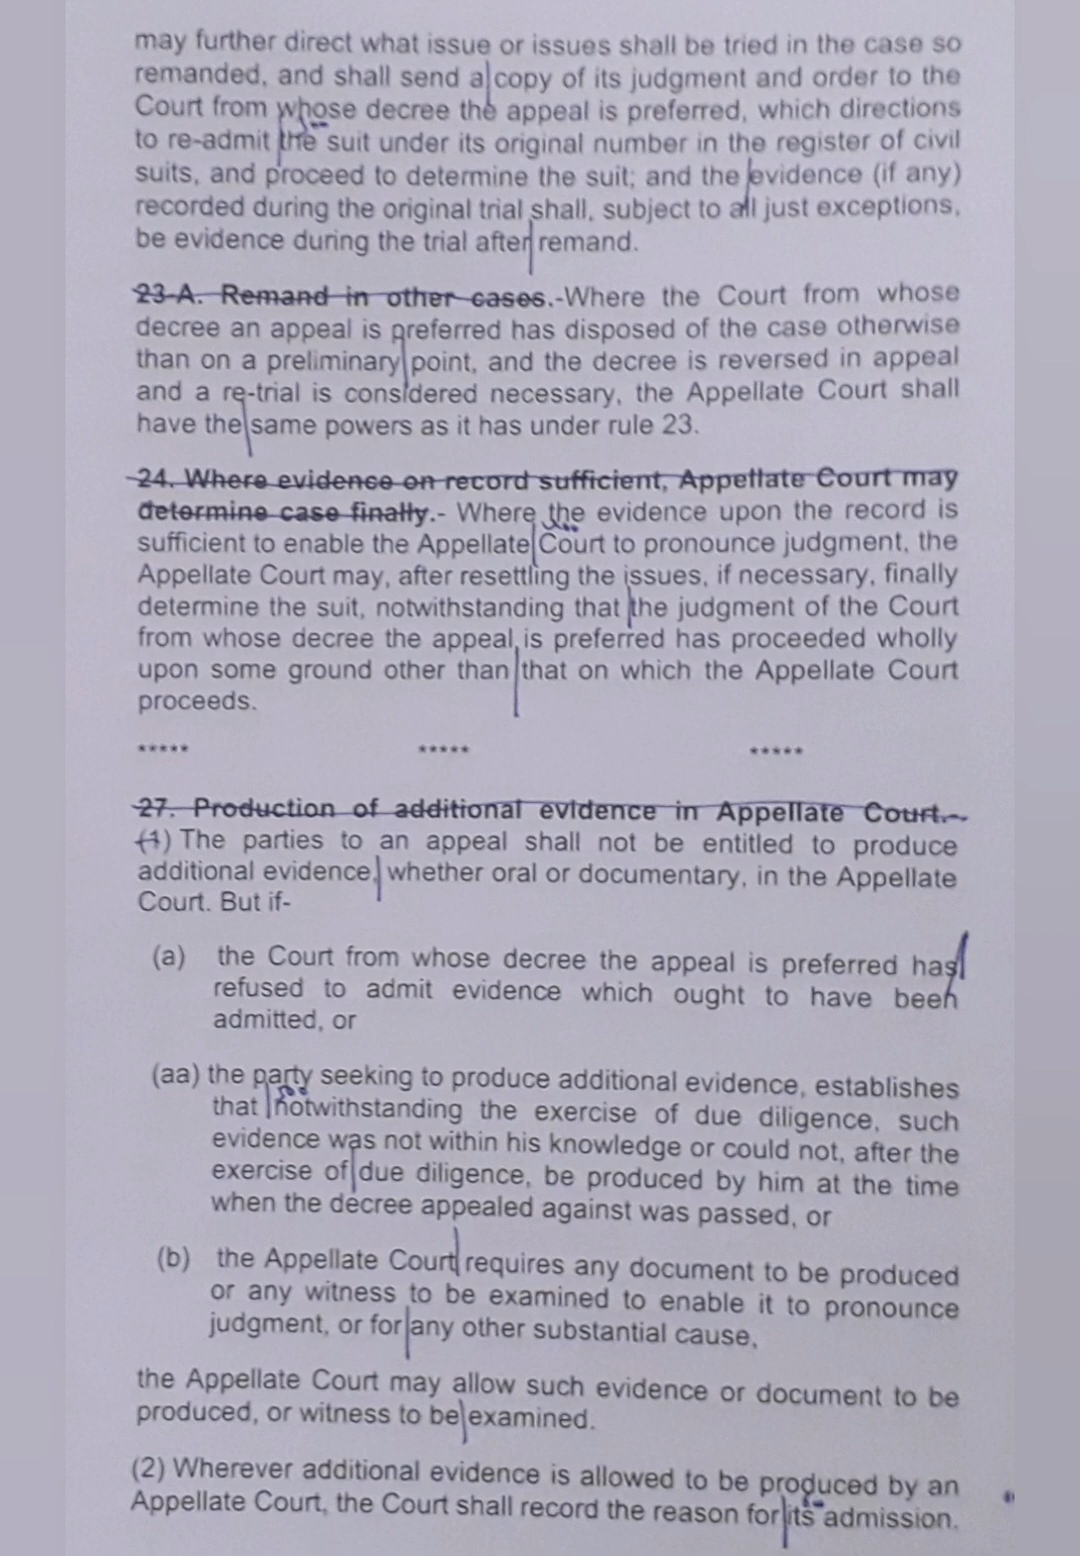 may further direct what issue or issues shall be tried in the case so
remanded, and shall send a copy of its judgment and order to the
Court from whose decree the appeal is preferred, which directions
to re-admit the suit under its original number in the register of civil
suits, and proceed to determine the suit; and the evidence (if any)
recorded during the original trial shall, subject to all just exceptions,
be evidence during the trial after remand.
23-A. Remand in other cases.-Where the Court from whose
decree an appeal is preferred has disposed of the case otherwise
than on a preliminary point, and the decree is reversed in appeal
and a re-trial is considered necessary, the Appellate Court shall
have the same powers as it has under rule 23.
24. Where evidence on record sufficient, Appellate Court may
determine case finally.- Where the evidence upon the record is
sufficient to enable the Appellate Court to pronounce judgment, the
Appellate Court may, after resettling the issues, if necessary, finally
determine the suit, notwithstanding that the judgment of the Court
from whose decree the appeal is preferred has proceeded wholly
upon some ground other than that on which the Appellate Court
proceeds.
***** ***** *****
27. Production of additional evidence in Appellate Court.-
(1) The parties to an appeal shall not be entitled to produce
additional evidence, whether oral or documentary, in the Appellate
Court. But if-
(a) the Court from whose decree the appeal is preferred has
refused to admit evidence which ought to have been
admitted, or
(aa) the party seeking to produce additional evidence, establishes
that notwithstanding the exercise of due diligence, such
evidence was not within his knowledge or could not, after the
exercise of due diligence, be produced by him at the time
when the decree appealed against was passed, or
(b) the Appellate Court requires any document to be produced
or any witness to be examined to enable it to pronounce
judgment, or for any other substantial cause,
the Appellate Court may allow such evidence or document to be
produced, or witness to be examined.
(2) Wherever additional evidence is allowed to be produced by an
Appellate Court, the Court shall record the reason for its admission.